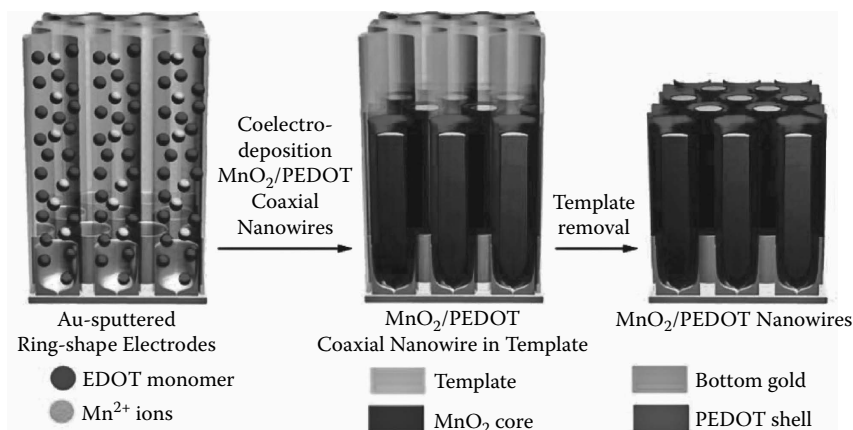 Coelectro-
deposition
MnO₂/PEDOT
Coaxial
Nanowires
Template
removal
Au-sputtered
Ring-shape Electrodes
MnO₂/PEDOT
Coaxial Nanowire in Template
MnO₂/PEDOT Nanowires
EDOT monomer
Mn²⁺ ions
Template
MnO₂ core
Bottom gold
PEDOT shell